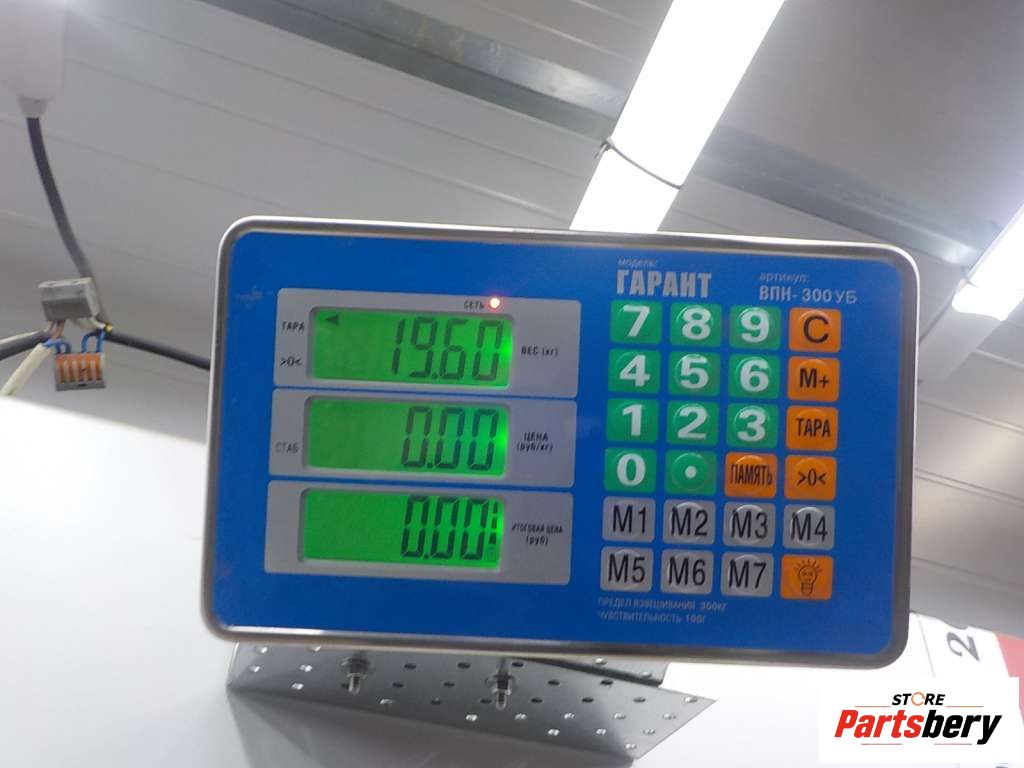 модель:
ГАРАНТ
артикул:
ВПН-300УБ
СЕТЬ
ТАРА
>0<
19.60
ВЕС (кг)
СТАБ
0.00
ЦЕНА
(руб/кг)
0.00
ИТОГОВАЯ ЦЕНА
(руб)
7 8 9 C
4 5 6 M+
1 2 3 ТАРА
0 • ПАМЯТЬ >0<
M1 M2 M3 M4
M5 M6 M7
ПРЕДЕЛ ВЗВЕШИВАНИЯ 300КГ
ЧУВСТВИТЕЛЬНОСТЬ 100Г
2
STORE
Partsbery